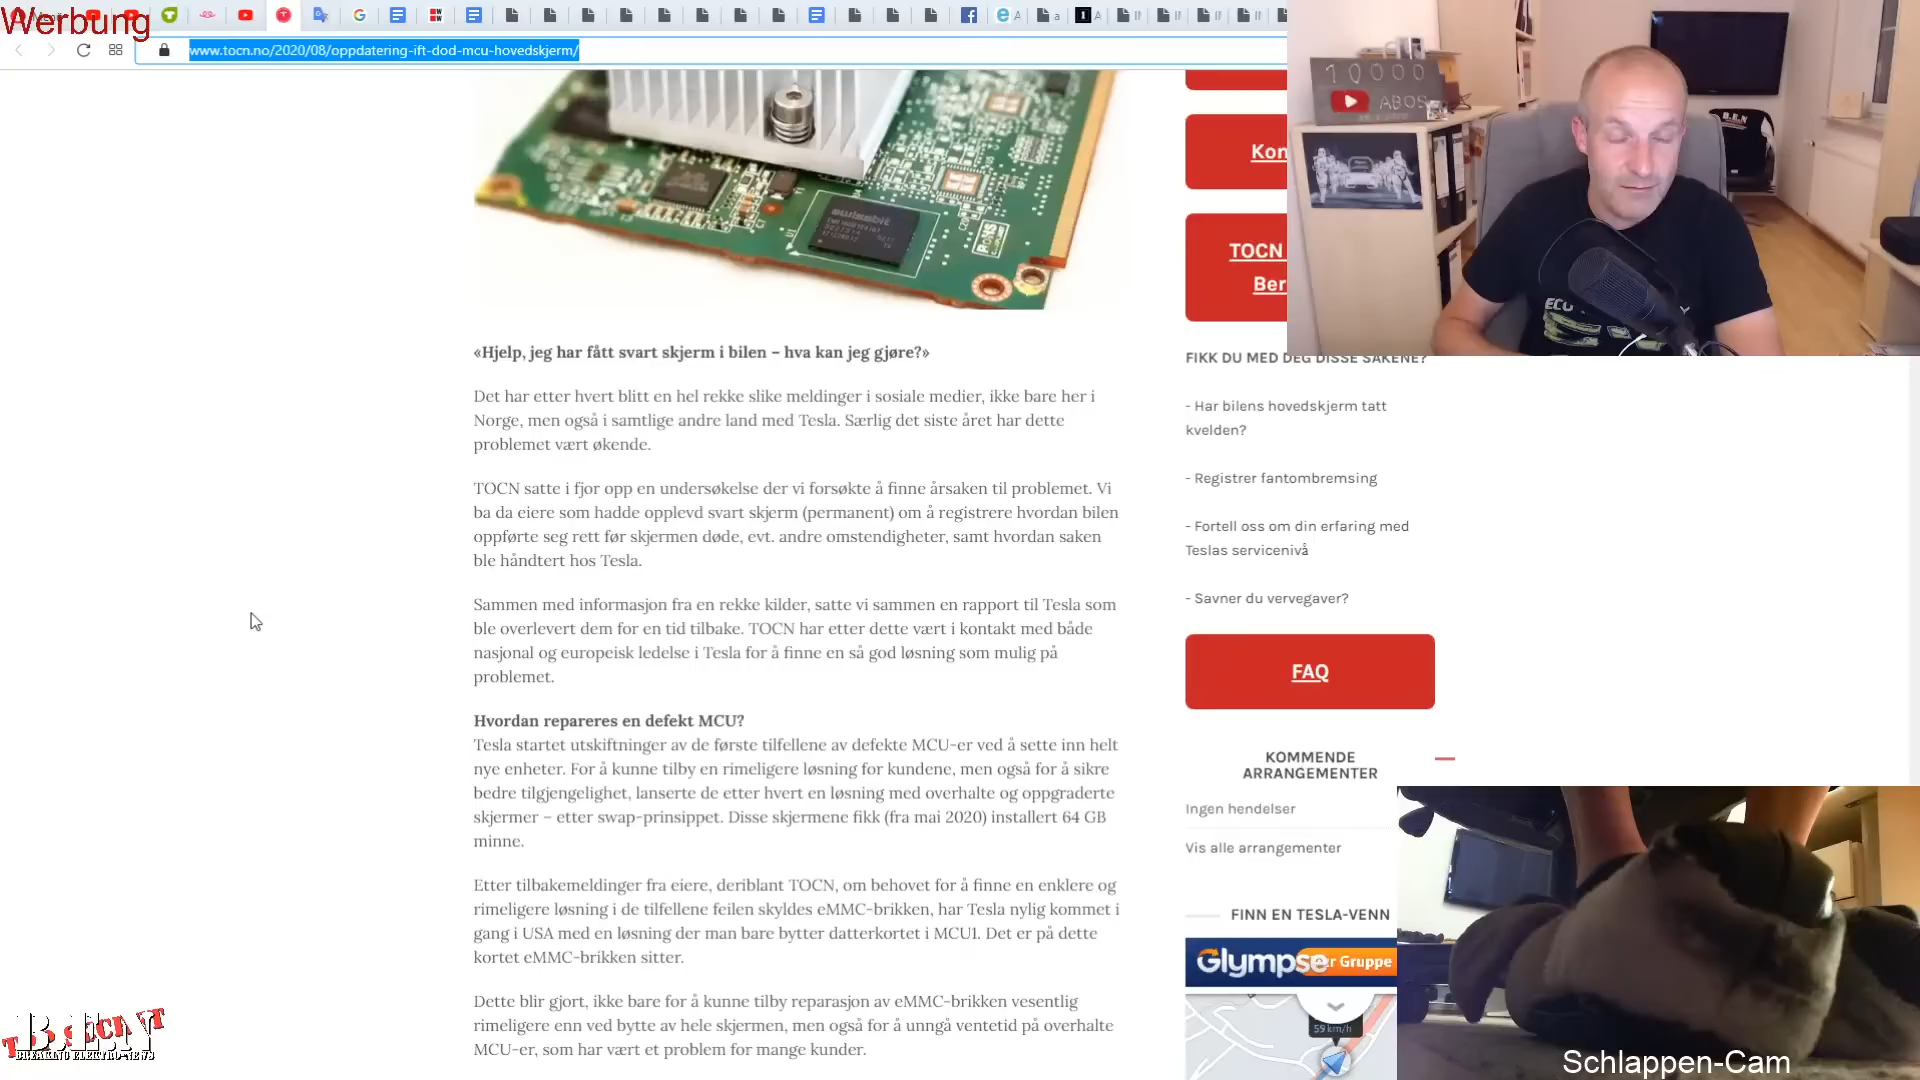 Werbung
www.tocn.no/2020/08/oppdatering-ift-dod-mcu-hovedskjerm/
10000
ABOS
swissbit
Kon
TOCN
Ber
«Hjelp, jeg har fått svart skjerm i bilen – hva kan jeg gjøre?»
Det har etter hvert blitt en hel rekke slike meldinger i sosiale medier, ikke bare her i
Norge, men også i samtlige andre land med Tesla. Særlig det siste året har dette
problemet vært økende.
TOCN satte i fjor opp en undersøkelse der vi forsøkte å finne årsaken til problemet. Vi
ba da eiere som hadde opplevd svart skjerm (permanent) om å registrere hvordan bilen
oppførte seg rett før skjermen døde, evt. andre omstendigheter, samt hvordan saken
ble håndtert hos Tesla.
Sammen med informasjon fra en rekke kilder, satte vi sammen en rapport til Tesla som
ble overlevert dem for en tid tilbake. TOCN har etter dette vært i kontakt med både
nasjonal og europeisk ledelse i Tesla for å finne en så god løsning som mulig på
problemet.
Hvordan repareres en defekt MCU?
Tesla startet utskiftninger av de første tilfellene av defekte MCU-er ved å sette inn helt
nye enheter. For å kunne tilby en rimeligere løsning for kundene, men også for å sikre
bedre tilgjengelighet, lanserte de etter hvert en løsning med overhalte og oppgraderte
skjermer – etter swap-prinsippet. Disse skjermene fikk (fra mai 2020) installert 64 GB
minne.
Etter tilbakemeldinger fra eiere, deriblant TOCN, om behovet for å finne en enklere og
rimeligere løsning i de tilfellene feilen skyldes eMMC-brikken, har Tesla nylig kommet i
gang i USA med en løsning der man bare bytter datterkortet i MCU1. Det er på dette
kortet eMMC-brikken sitter.
Dette blir gjort, ikke bare for å kunne tilby reparasjon av eMMC-brikken vesentlig
rimeligere enn ved bytte av hele skjermen, men også for å unngå ventetid på overhalte
MCU-er, som har vært et problem for mange kunder.
FIKK DU MED DEG DISSE SAKENE?
- Har bilens hovedskjerm tatt
kvelden?
- Registrer fantombremsing
- Fortell oss om din erfaring med
Teslas servicenivå
- Savner du vervegaver?
FAQ
KOMMENDE
ARRANGEMENTER
Ingen hendelser
Vis alle arrangementer
FINN EN TESLA-VENN
Glympse
Gruppe
59 km/h
BREAKING ELEKTRO-NEWS
Schlappen-Cam